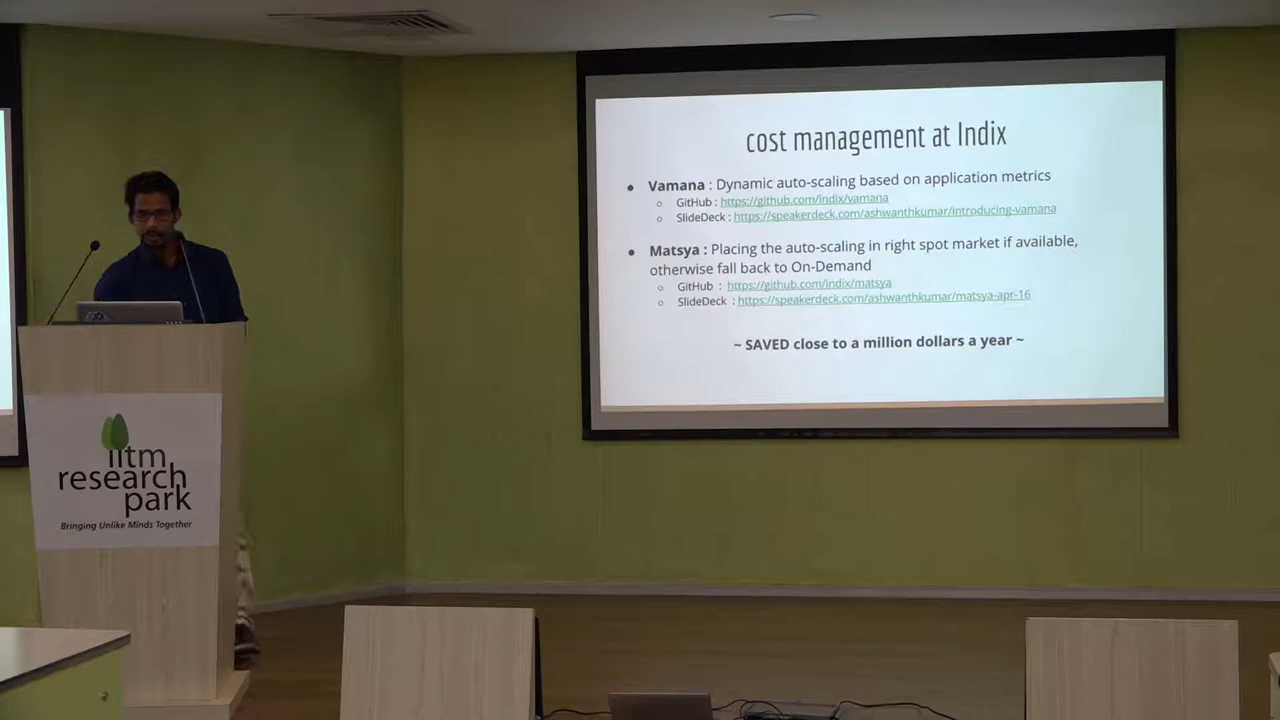 cost management at Indix
● Vamana : Dynamic auto-scaling based on application metrics
○ GitHub : https://github.com/indix/vamana
○ SlideDeck : https://speakerdeck.com/ashwanthkumar/introducing-vamana
● Matsya : Placing the auto-scaling in right spot market if available,
otherwise fall back to On-Demand
○ GitHub : https://github.com/indix/matsya
○ SlideDeck : https://speakerdeck.com/ashwanthkumar/matsya-apr-16
~ SAVED close to a million dollars a year ~
iitm
research
park
Bringing Unlike Minds Together